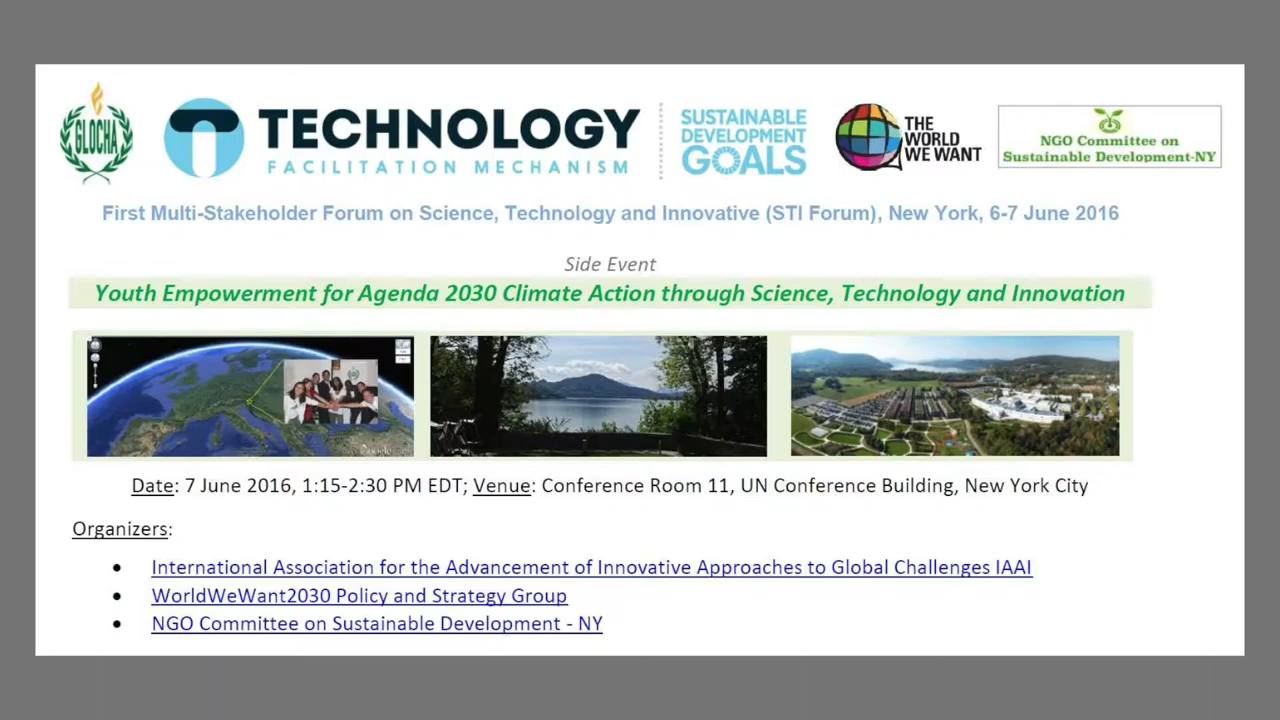 GLOCHA
TECHNOLOGY
FACILITATION MECHANISM
SUSTAINABLE
DEVELOPMENT
GOALS
THE
WORLD
WE WANT
NGO Committee on
Sustainable Development-NY
First Multi-Stakeholder Forum on Science, Technology and Innovative (STI Forum), New York, 6-7 June 2016
Side Event
Youth Empowerment for Agenda 2030 Climate Action through Science, Technology and Innovation
Google
Date: 7 June 2016, 1:15-2:30 PM EDT; Venue: Conference Room 11, UN Conference Building, New York City
Organizers:
• International Association for the Advancement of Innovative Approaches to Global Challenges IAAI
• WorldWeWant2030 Policy and Strategy Group
• NGO Committee on Sustainable Development - NY